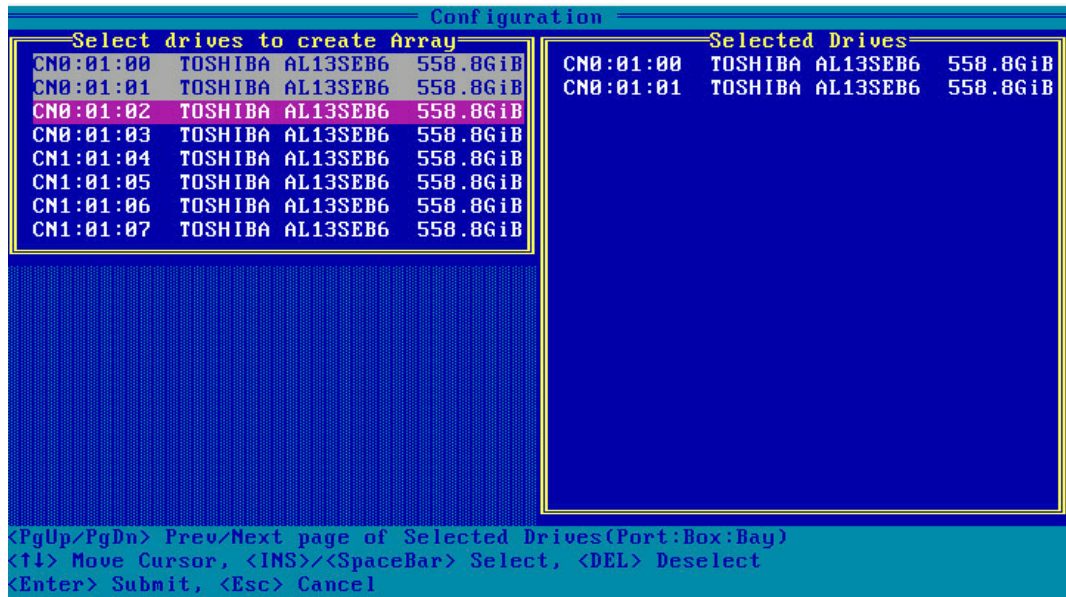 Configuration
Select drives to create Array
CN0:01:00 TOSHIBA AL13SEB6 558.8GiB
CN0:01:01 TOSHIBA AL13SEB6 558.8GiB
CN0:01:02 TOSHIBA AL13SEB6 558.8GiB
CN0:01:03 TOSHIBA AL13SEB6 558.8GiB
CN1:01:04 TOSHIBA AL13SEB6 558.8GiB
CN1:01:05 TOSHIBA AL13SEB6 558.8GiB
CN1:01:06 TOSHIBA AL13SEB6 558.8GiB
CN1:01:07 TOSHIBA AL13SEB6 558.8GiB
Selected Drives
CN0:01:00 TOSHIBA AL13SEB6 558.8GiB
CN0:01:01 TOSHIBA AL13SEB6 558.8GiB
<PgUp/PgDn> Prev/Next page of Selected Drives(Port:Box:Bay)
<↑↓> Move Cursor, <INS>/<SpaceBar> Select, <DEL> Deselect
<Enter> Submit, <Esc> Cancel